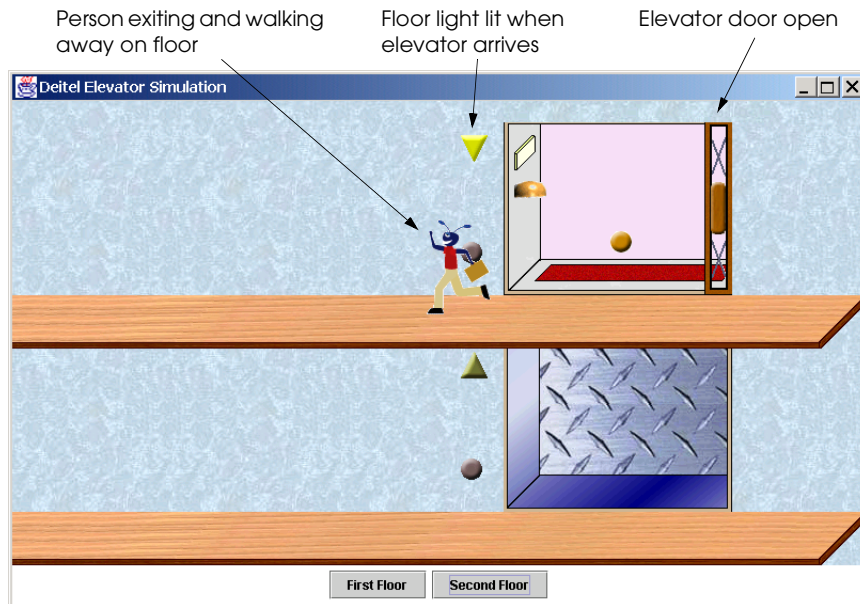 Person exiting and walking
away on floor
Floor light lit when
elevator arrives
Elevator door open
Deitel Elevator Simulation
First Floor
Second Floor